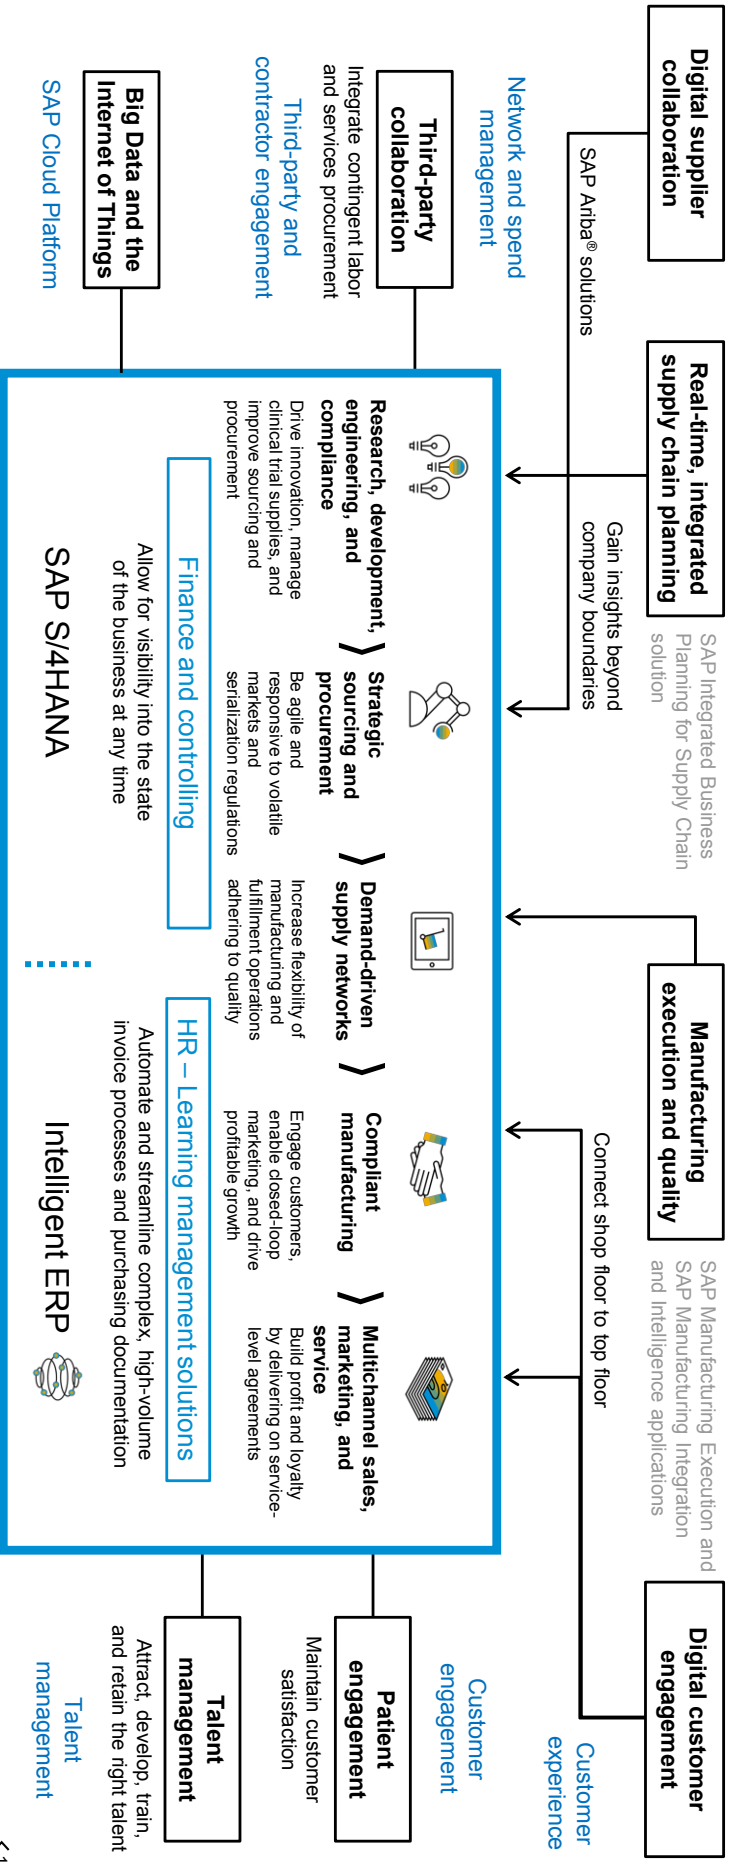 Digital supplier
collaboration
Real-time, integrated
supply chain planning
SAP Integrated Business
Planning for Supply Chain
solution
Manufacturing
execution and quality
SAP Manufacturing Execution and
SAP Manufacturing Integration
and Intelligence applications
Digital customer
engagement
SAP Ariba® solutions
Gain insights beyond
company boundaries
Connect shop floor to top floor
Customer
experience
Network and spend
management
Third-party
collaboration
Integrate contingent labor
and services procurement
Third-party and
contractor engagement
Big Data and the
Internet of Things
SAP Cloud Platform
Research, development,
engineering, and
compliance
Drive innovation, manage
clinical trial supplies, and
improve sourcing and
procurement
Strategic
sourcing and
procurement
Be agile and
responsive to volatile
markets and
serialization regulations
Demand-driven
supply networks
Increase flexibility of
manufacturing and
fulfillment operations
adhering to quality
Compliant
manufacturing
Engage customers,
enable closed-loop
marketing, and drive
profitable growth
Multichannel sales,
marketing, and
service
Build profit and loyalty
by delivering on service-
level agreements
Finance and controlling
Allow for visibility into the state
of the business at any time
HR – Learning management solutions
Automate and streamline complex, high-volume
invoice processes and purchasing documentation
SAP S/4HANA
Intelligent ERP
Customer
engagement
Patient
engagement
Maintain customer
satisfaction
Talent
management
Attract, develop, train,
and retain the right talent
Talent
management